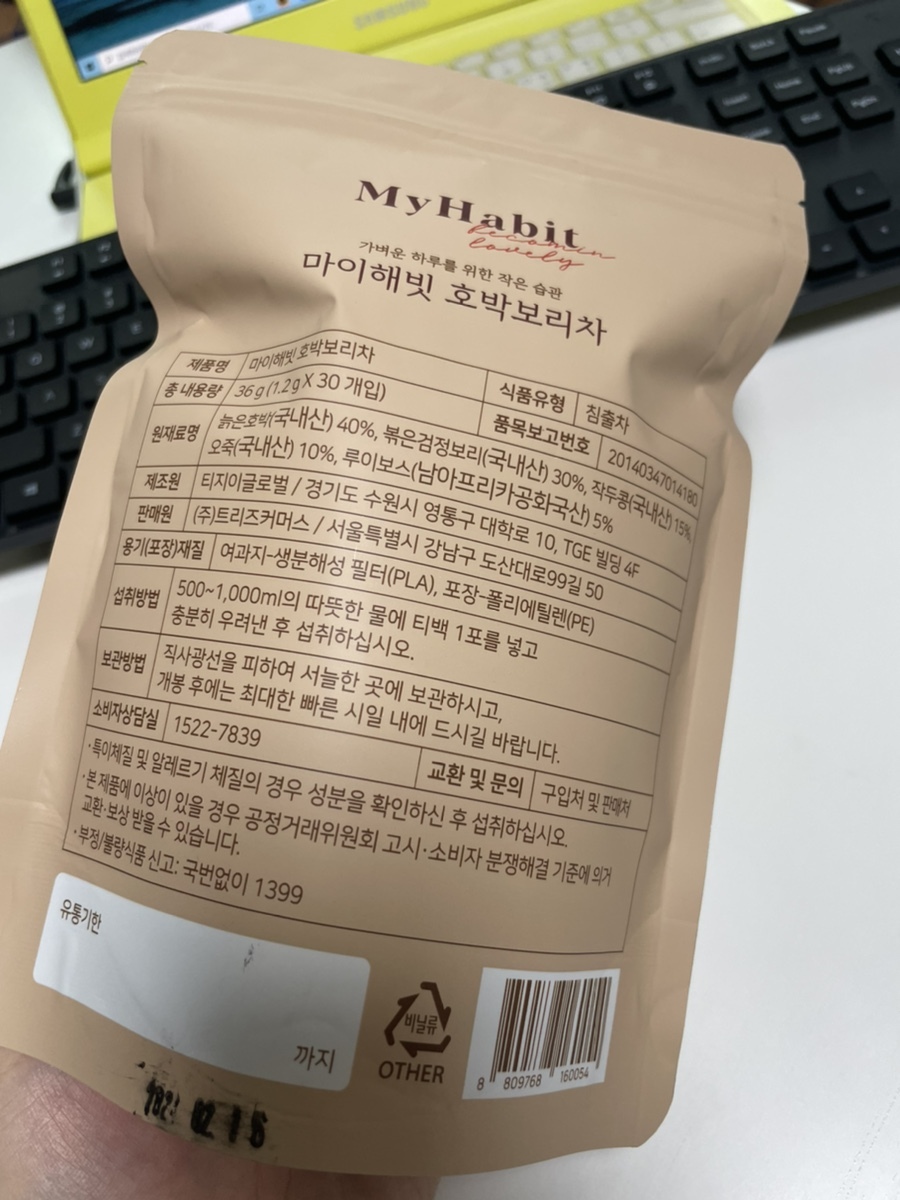 MyHabit
becomin
lovely
가벼운 하루를 위한 작은 습관
마이해빗 호박보리차
제품명 마이해빗 호박보리차 식품유형 침출차
총 내용량 36 g (1.2 g X 30 개입) 품목보고번호 20140347014180
원재료명 늙은호박(국내산) 40%, 볶은검정보리(국내산) 30%, 작두콩(국내산) 15%,
오죽(국내산) 10%, 루이보스(남아프리카공화국산) 5%
제조원 티지이글로벌 / 경기도 수원시 영통구 대학로 10, TGE 빌딩 4F
판매원 (주)트리즈커머스 / 서울특별시 강남구 도산대로99길 50
용기(포장)재질 여과지-생분해성 필터(PLA), 포장-폴리에틸렌(PE)
섭취방법 500~1,000ml의 따뜻한 물에 티백 1포를 넣고
충분히 우려낸 후 섭취하십시오.
보관방법 직사광선을 피하여 서늘한 곳에 보관하시고,
개봉 후에는 최대한 빠른 시일 내에 드시길 바랍니다.
소비자상담실 1522-7839 교환 및 문의 구입처 및 판매처
·특이체질 및 알레르기 체질의 경우 성분을 확인하신 후 섭취하십시오.
·본 제품에 이상이 있을 경우 공정거래위원회 고시·소비자 분쟁해결 기준에 의거
교환·보상 받을 수 있습니다.
·부정/불량식품 신고: 국번없이 1399
유통기한
까지
비닐류
OTHER
8 809768 160054
02 1 6